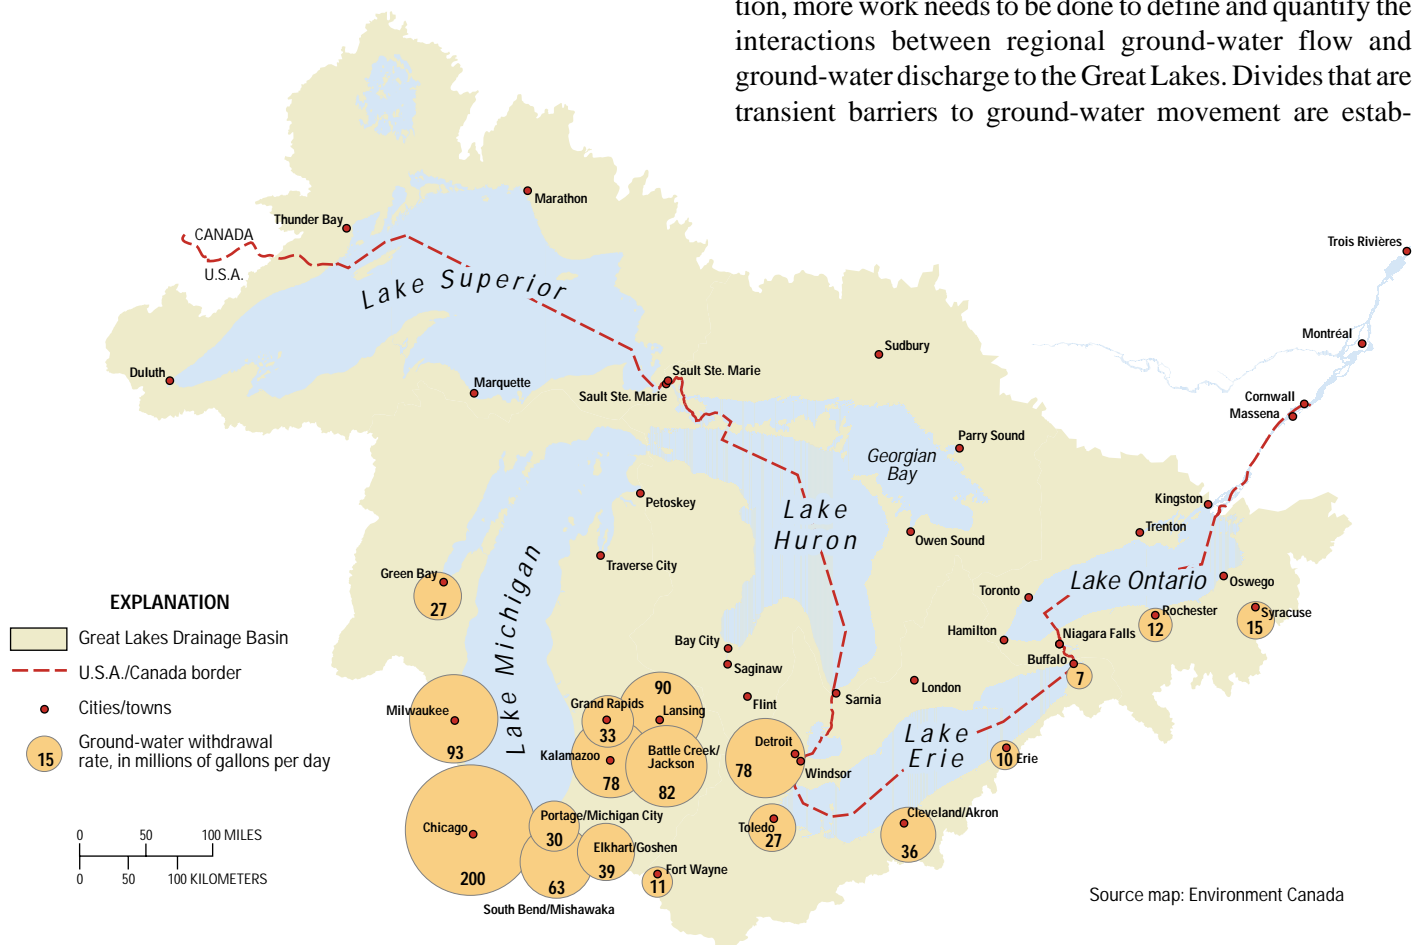 tion, more work needs to be done to define and quantify the
interactions between regional ground-water flow and
ground-water discharge to the Great Lakes. Divides that are
transient barriers to ground-water movement are estab-
Marathon
Thunder Bay
CANADA
U.S.A.
Lake Superior
Trois Rivières
Montréal
Sudbury
Duluth
Marquette
Sault Ste. Marie
Sault Ste. Marie
Cornwall
Massena
Parry Sound
Georgian
Bay
Kingston
Petoskey
Lake
Huron
Trenton
Owen Sound
Traverse City
Green Bay
27
Lake Michigan
Lake Ontario
Oswego
Toronto
Rochester
12
Syracuse
15
Hamilton
Niagara Falls
Buffalo
7
Bay City
Saginaw
London
Flint
Sarnia
EXPLANATION
Great Lakes Drainage Basin
U.S.A./Canada border
Cities/towns
15
Ground-water withdrawal
rate, in millions of gallons per day
0 50 100 MILES
0 50 100 KILOMETERS
Milwaukee
93
Grand Rapids
33
90
Lansing
Kalamazoo
78
Battle Creek/
Jackson
82
Detroit
78
Windsor
Lake
Erie
10
Erie
Chicago
200
Portage/Michigan City
30
Elkhart/Goshen
39
63
South Bend/Mishawaka
Fort Wayne
11
Toledo
27
Cleveland/Akron
36
Source map: Environment Canada